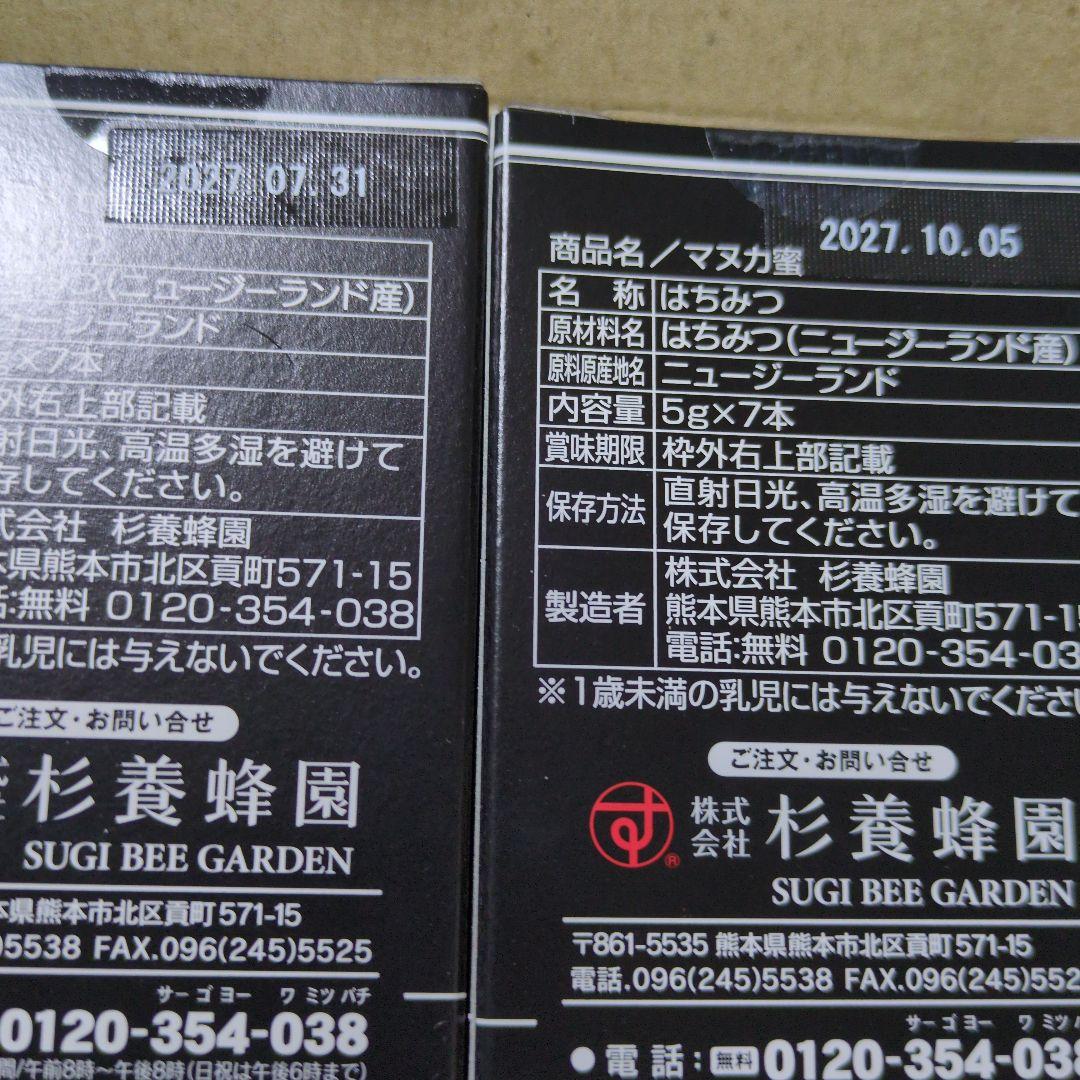 2027.07.31
(ニュージーランド産)
ーランド
×7本
外右上部記載
射日光、高温多湿を避けて
存してください。
式会社 杉養蜂園
県熊本市北区貢町571-15
無料 0120-354-038
乳児には与えないでください。
ご注文・お問い合せ
杉養蜂園
SUGI BEE GARDEN
県熊本市北区貢町571-15
5538 FAX.096(245)5525
サーゴヨー ワ ミツバチ
0120-354-038
/午前8時~午後8時(日祝は午後6時まで)
2027.10.05
商品名/マヌカ蜜
名 称 はちみつ
原材料名 はちみつ(ニュージーランド産)
原料原産地名 ニュージーランド
内容量 5g×7本
賞味期限 枠外右上部記載
保存方法 直射日光、高温多湿を避けて
保存してください。
製造者 株式会社 杉養蜂園
熊本県熊本市北区貢町571-15
電話:無料 0120-354-03
※1歳未満の乳児には与えないでくださ
ご注文・お問い合せ
す®
株式会社 杉養蜂園
SUGI BEE GARDEN
〒861-5535 熊本県熊本市北区貢町571-15
電話.096(245)5538 FAX.096(245)552
サーゴヨー ワ ミツバ
●電話:無料 0120-354-038